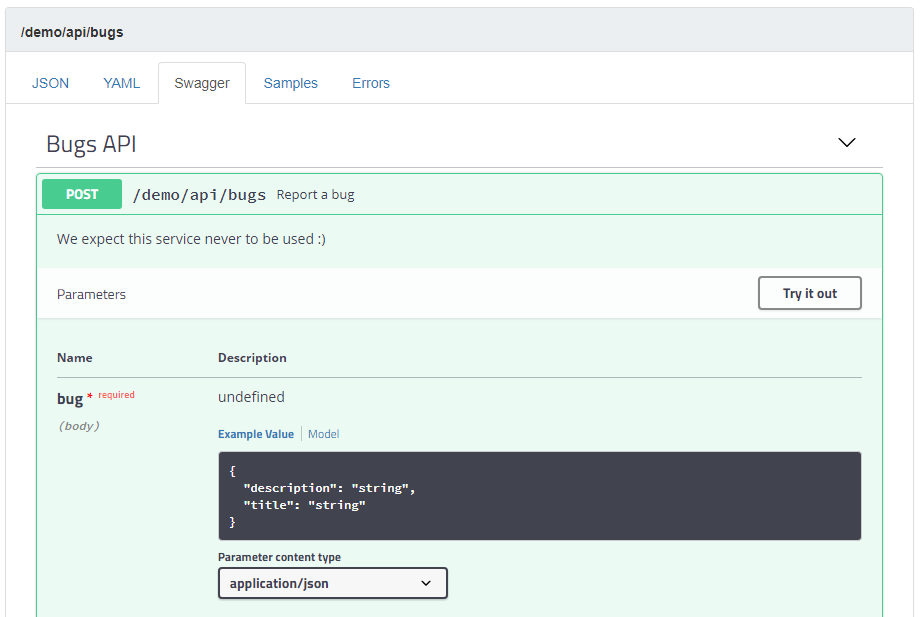 /demo/api/bugs
JSON YAML Swagger Samples Errors
Bugs API
POST /demo/api/bugs Report a bug
We expect this service never to be used :)
Parameters Try it out
Name Description
bug * required undefined
(body)
Example Value Model
{
"description": "string",
"title": "string"
}
Parameter content type
application/json